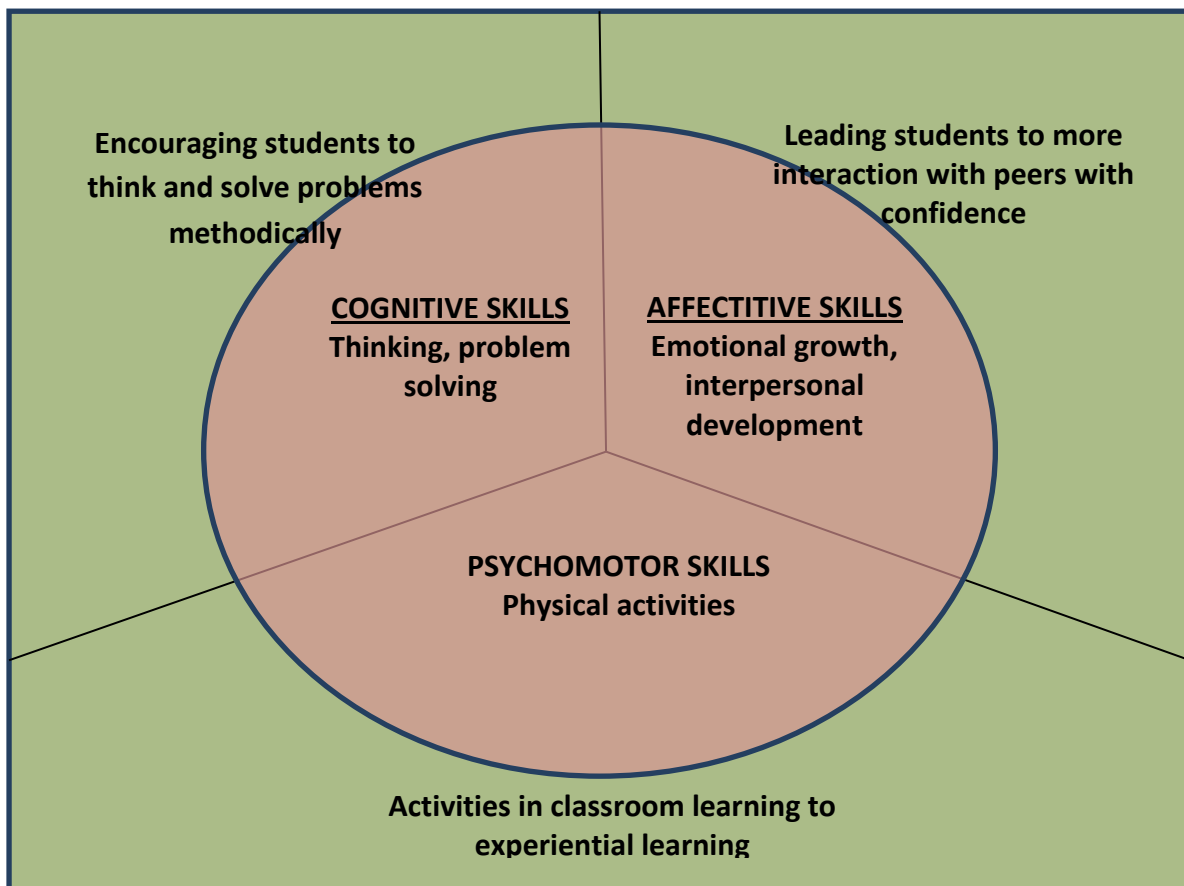 Encouraging students to
think and solve problems
methodically
Leading students to more
interaction with peers with
confidence
COGNITIVE SKILLS
Thinking, problem
solving
AFFECTITIVE SKILLS
Emotional growth,
interpersonal
development
PSYCHOMOTOR SKILLS
Physical activities
Activities in classroom learning to
experiential learning